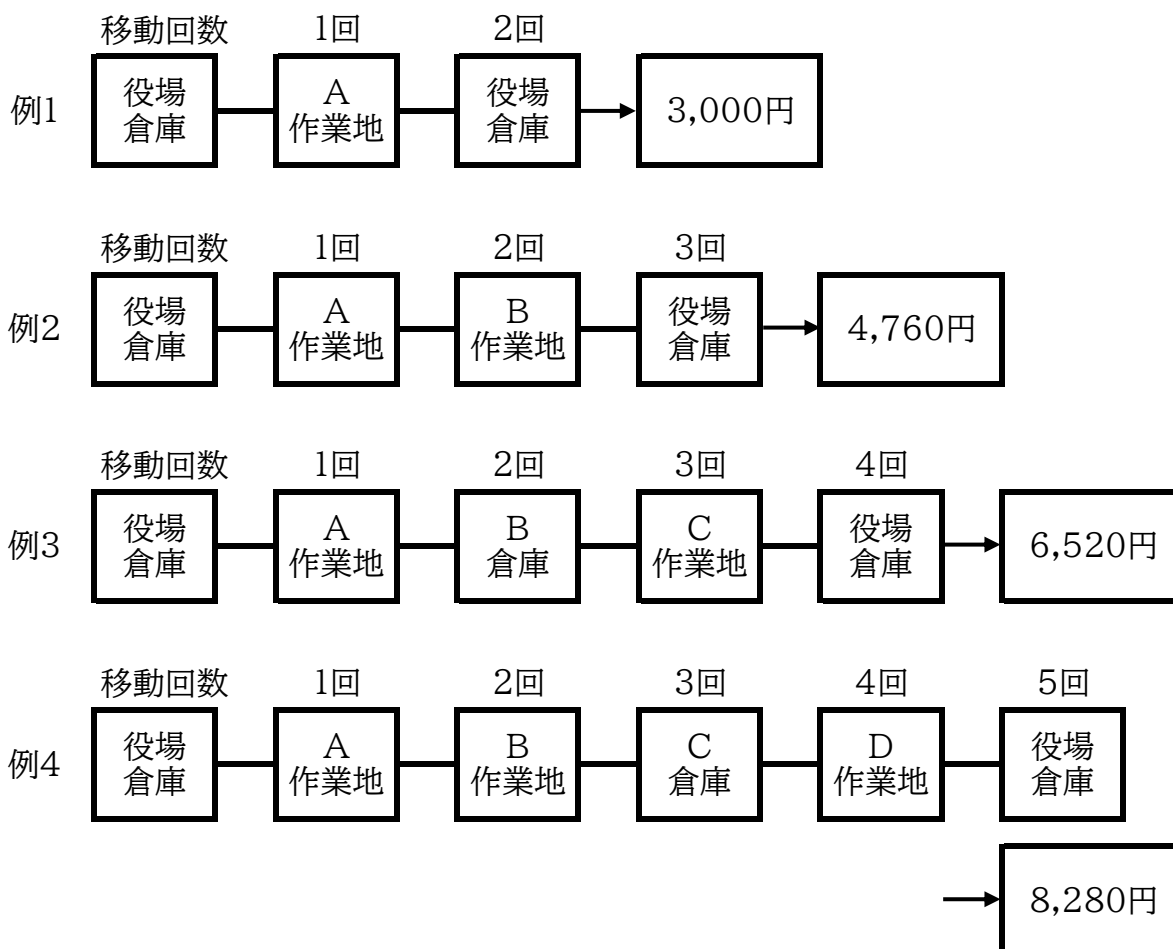 移動回数 1回 2回
例1
役場
倉庫
A
作業地
役場
倉庫
3,000円
移動回数 1回 2回 3回
例2
役場
倉庫
A
作業地
B
作業地
役場
倉庫
4,760円
移動回数 1回 2回 3回 4回
例3
役場
倉庫
A
作業地
B
倉庫
C
作業地
役場
倉庫
6,520円
移動回数 1回 2回 3回 4回 5回
例4
役場
倉庫
A
作業地
B
作業地
C
倉庫
D
作業地
役場
倉庫
8,280円